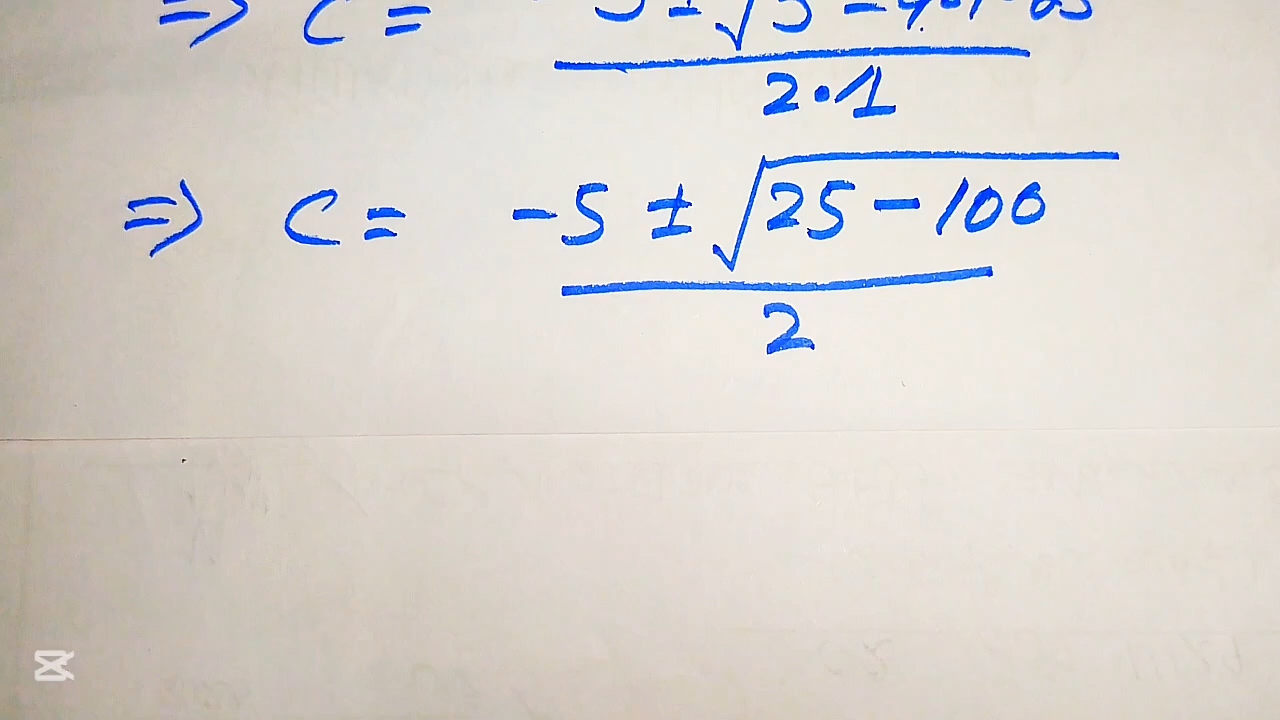 => C =
2·1
=> C = -5 ± √25-100
2